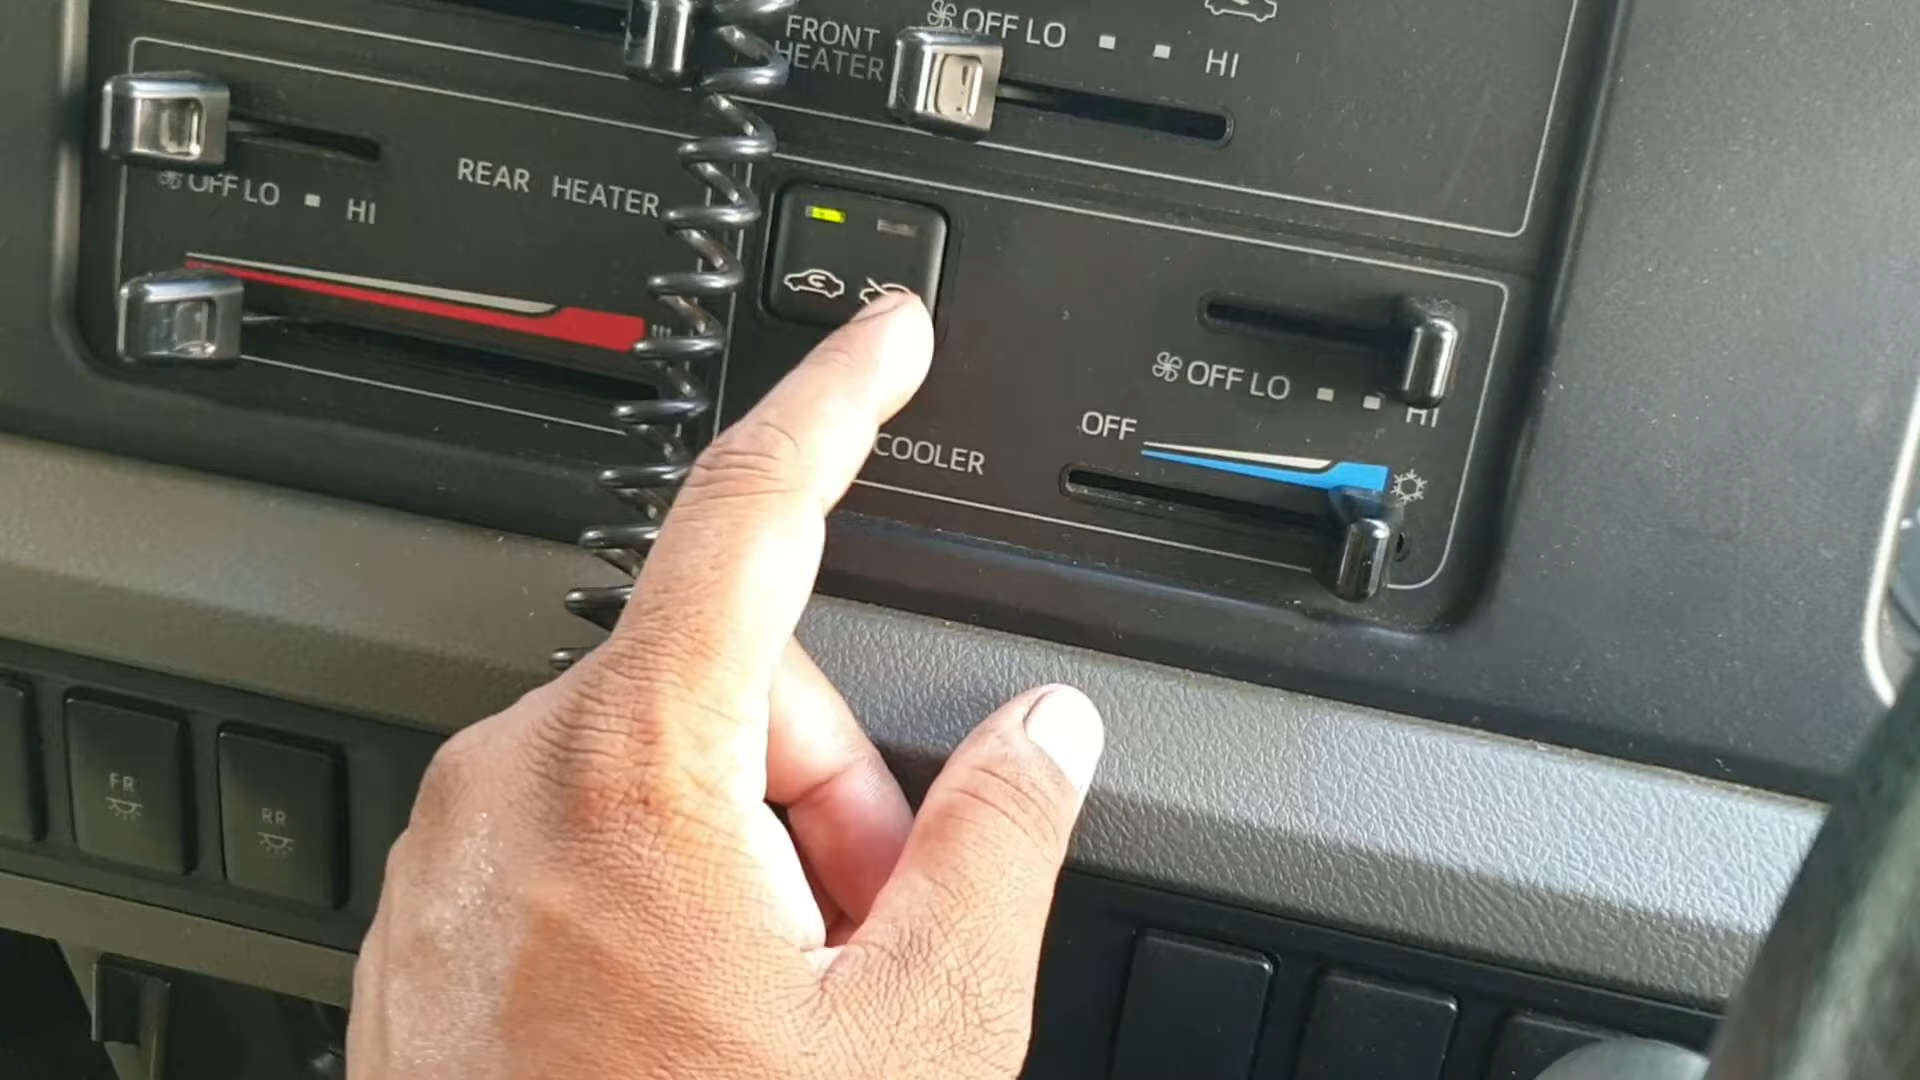 FRONT
HEATER
OFF LO
HI
OFF LO
HI
REAR HEATER
OFF LO
HI
OFF
COOLER
FR
RR